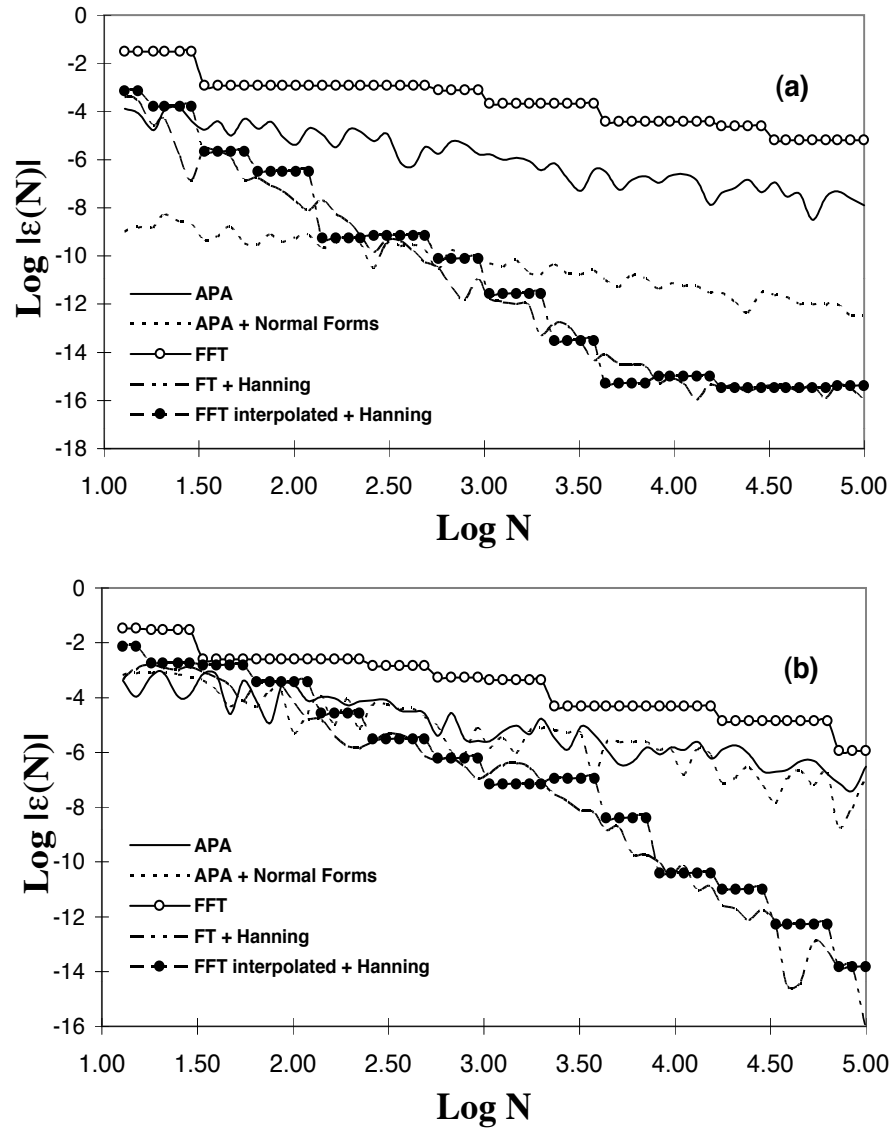 0
-2
-4
-6
-8
-10
-12
-14
-16
-18
Log |ε(N)|
(a)
APA
APA + Normal Forms
FFT
FT + Hanning
FFT interpolated + Hanning
1.00 1.50 2.00 2.50 3.00 3.50 4.00 4.50 5.00
Log N
0
-2
-4
-6
-8
-10
-12
-14
-16
Log |ε(N)|
(b)
APA
APA + Normal Forms
FFT
FT + Hanning
FFT interpolated + Hanning
1.00 1.50 2.00 2.50 3.00 3.50 4.00 4.50 5.00
Log N